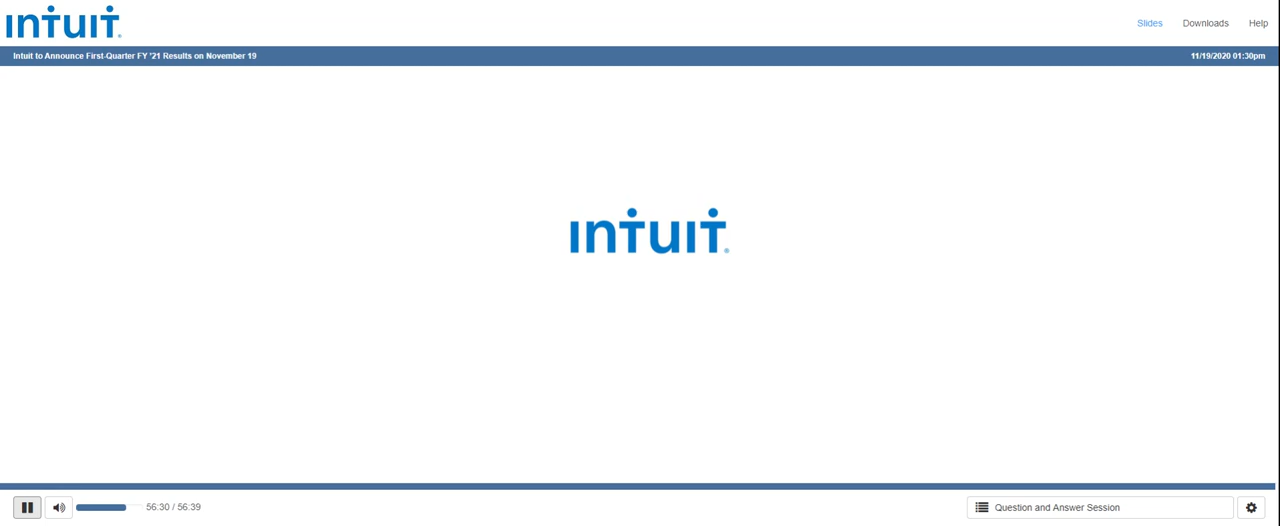 intuit®
Slides Downloads Help
Intuit to Announce First-Quarter FY '21 Results on November 19 11/19/2020 01:30pm
intuit®
56:30 / 56:39 Question and Answer Session